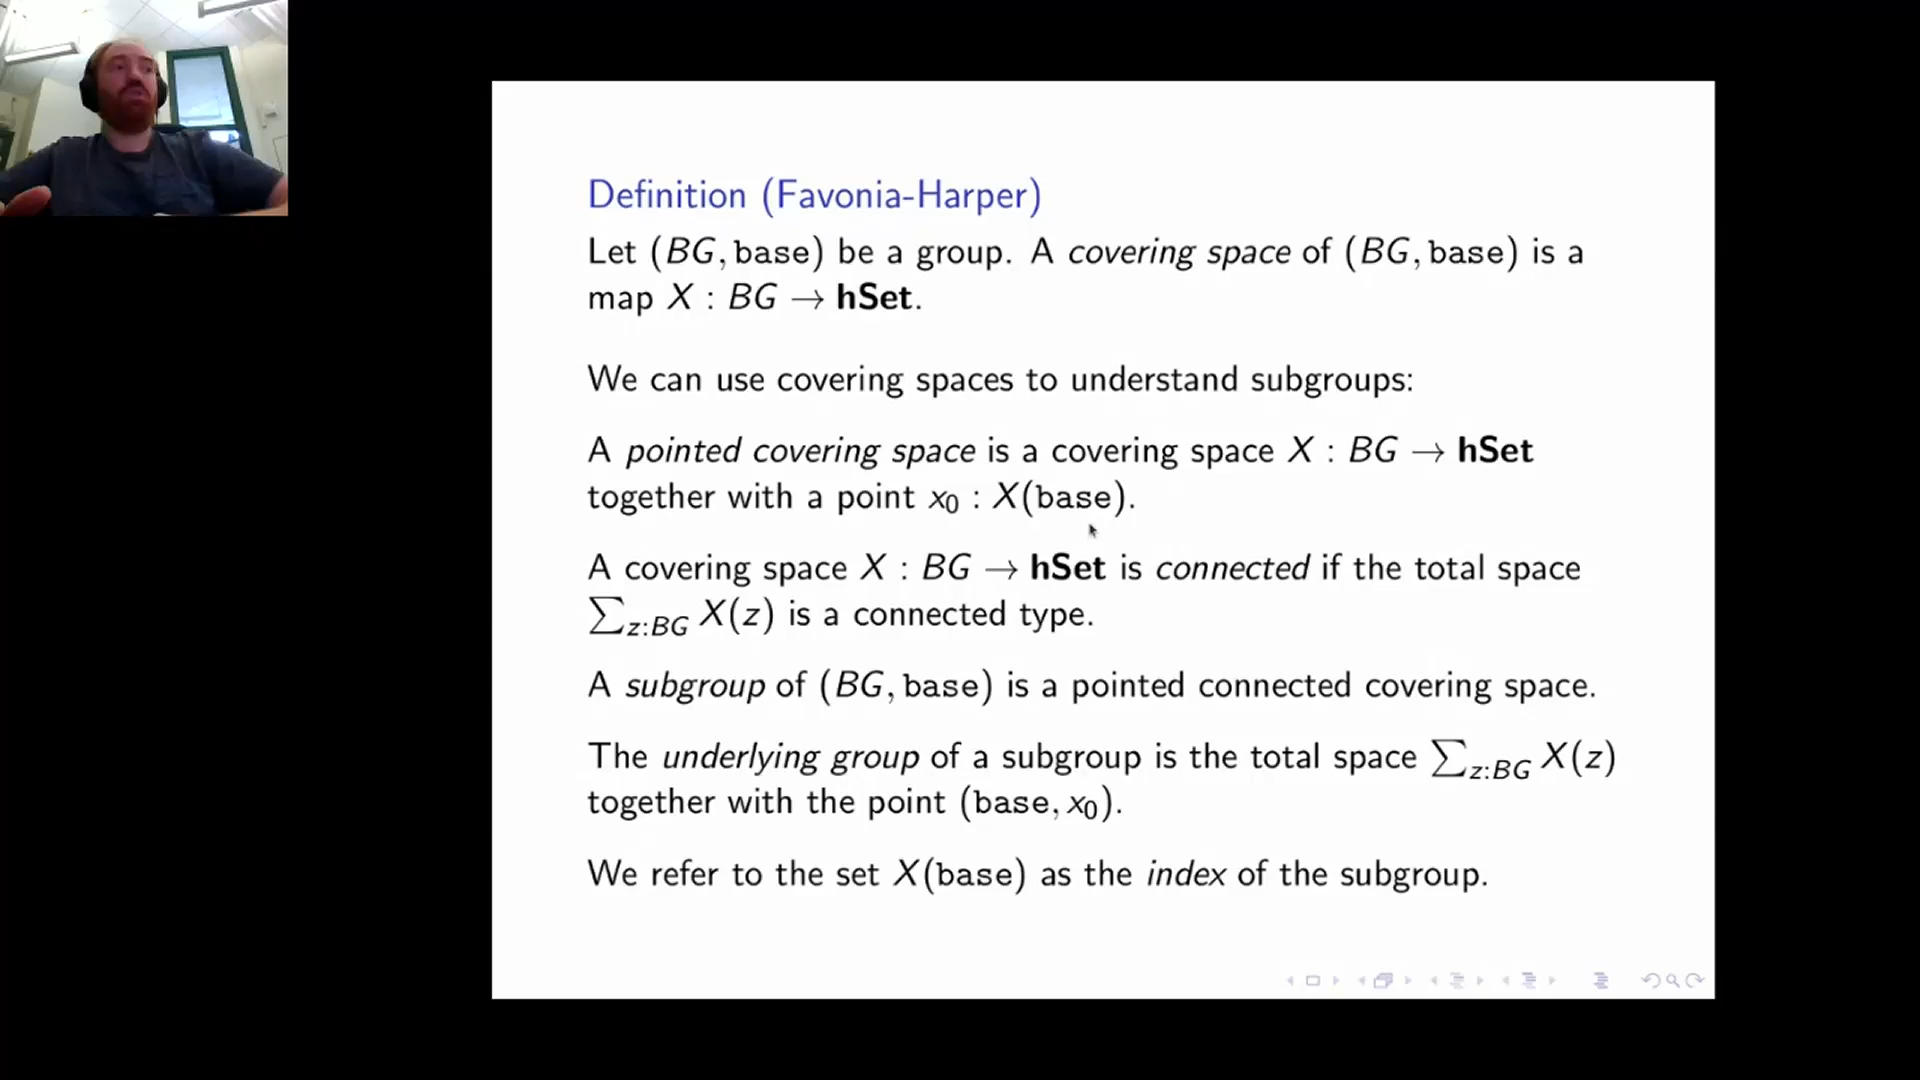 Definition (Favonia-Harper)
Let (BG, base) be a group. A covering space of (BG, base) is a
map X : BG → hSet.
We can use covering spaces to understand subgroups:
A pointed covering space is a covering space X : BG → hSet
together with a point x₀ : X(base).
A covering space X : BG → hSet is connected if the total space
∑_{z:BG} X(z) is a connected type.
A subgroup of (BG, base) is a pointed connected covering space.
The underlying group of a subgroup is the total space ∑_{z:BG} X(z)
together with the point (base, x₀).
We refer to the set X(base) as the index of the subgroup.